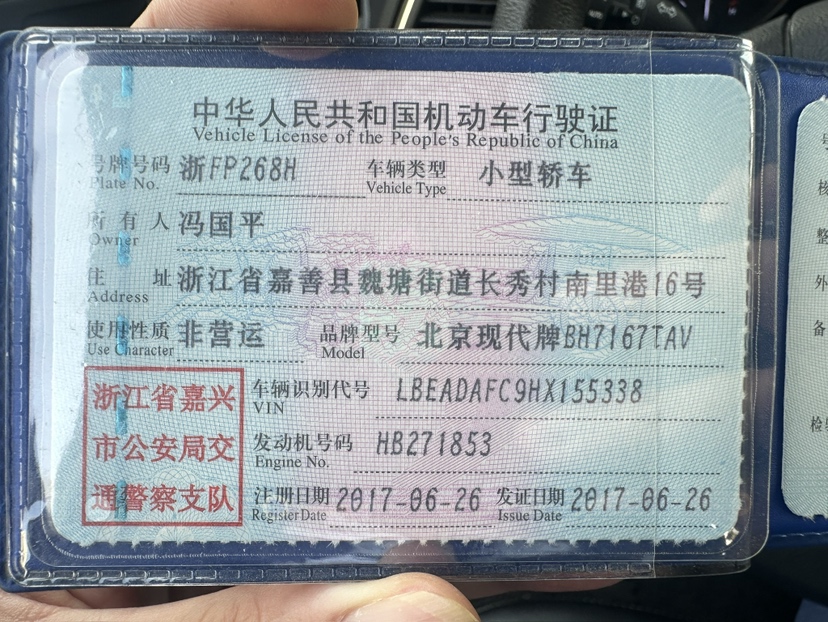 中华人民共和国机动车行驶证
Vehicle License of the People's Republic of China
号牌号码 浙FP268H 车辆类型 小型轿车
Plate No. Vehicle Type
所有人 冯国平
Owner
住址 浙江省嘉善县魏塘街道长秀村南里港16号
Address
使用性质 非营运 品牌型号 北京现代牌BH7167TAV
Use Character Model
浙江省嘉兴
市公安局交
通警察支队
车辆识别代号 LBEADAFC9HX155338
VIN
发动机号码 HB271853
Engine No.
注册日期 2017-06-26 发证日期 2017-06-26
Register Date Issue Date
号
核
整
外
备
检